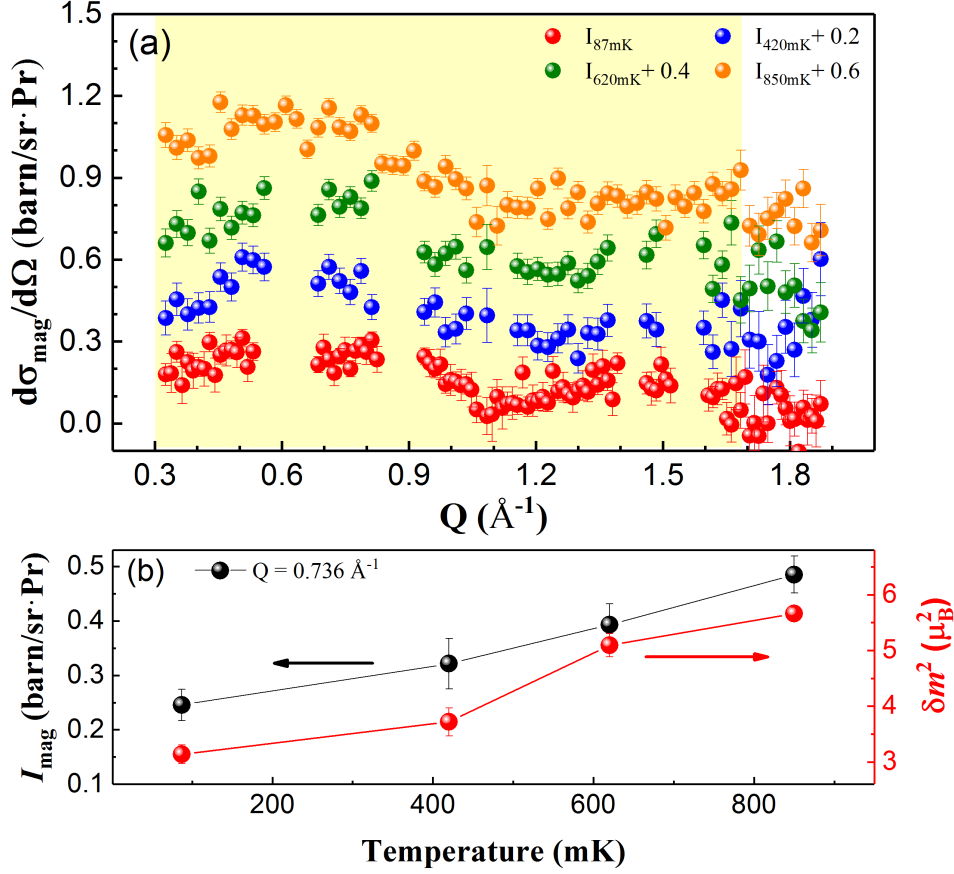 (a)
I87mK
I420mK+ 0.2
I620mK+ 0.4
I850mK+ 0.6
1.5
1.2
0.9
0.6
0.3
0.0
dσmag/dΩ (barn/sr·Pr)
0.3 0.6 0.9 1.2 1.5 1.8
Q (Å-1)
(b)
Q = 0.736 Å-1
0.5
0.4
0.3
0.2
0.1
Imag (barn/sr·Pr)
6
5
4
3
δm2 (μB2)
200 400 600 800
Temperature (mK)